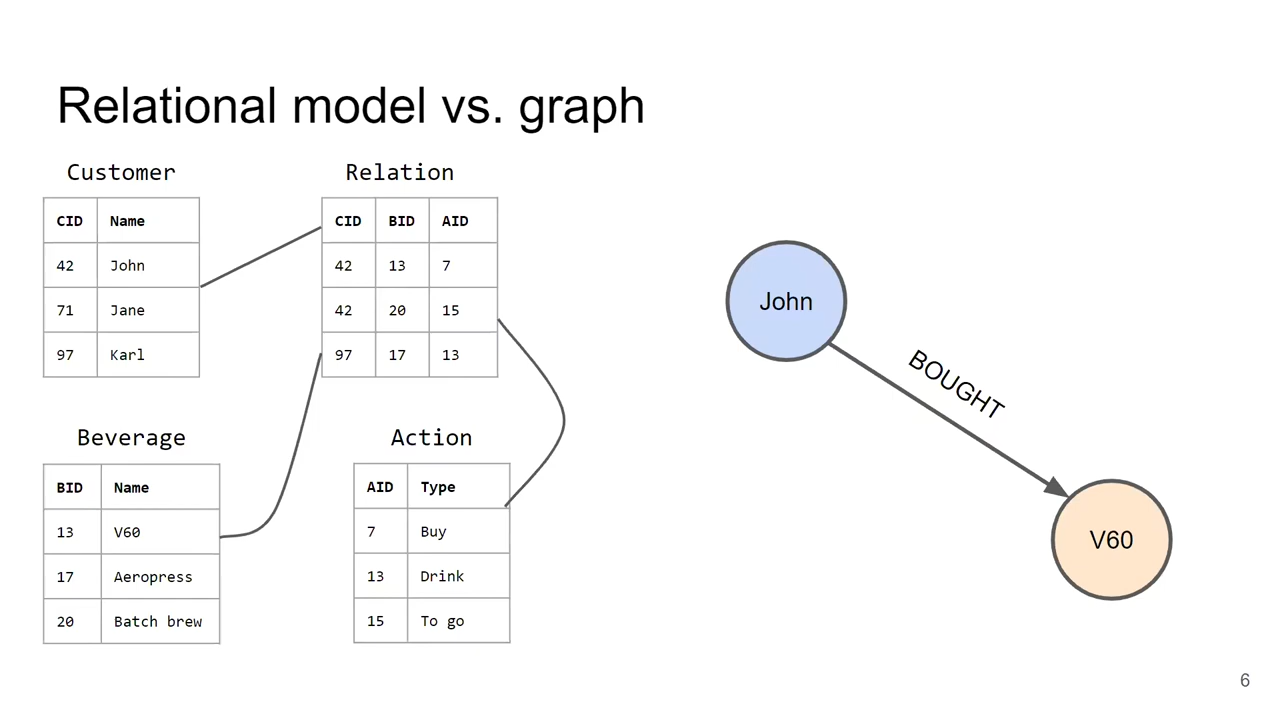 Relational model vs. graph
Customer
CID Name
42 John
71 Jane
97 Karl
Relation
CID BID AID
42 13 7
42 20 15
97 17 13
Beverage
BID Name
13 V60
17 Aeropress
20 Batch brew
Action
AID Type
7 Buy
13 Drink
15 To go
John
BOUGHT
V60
6